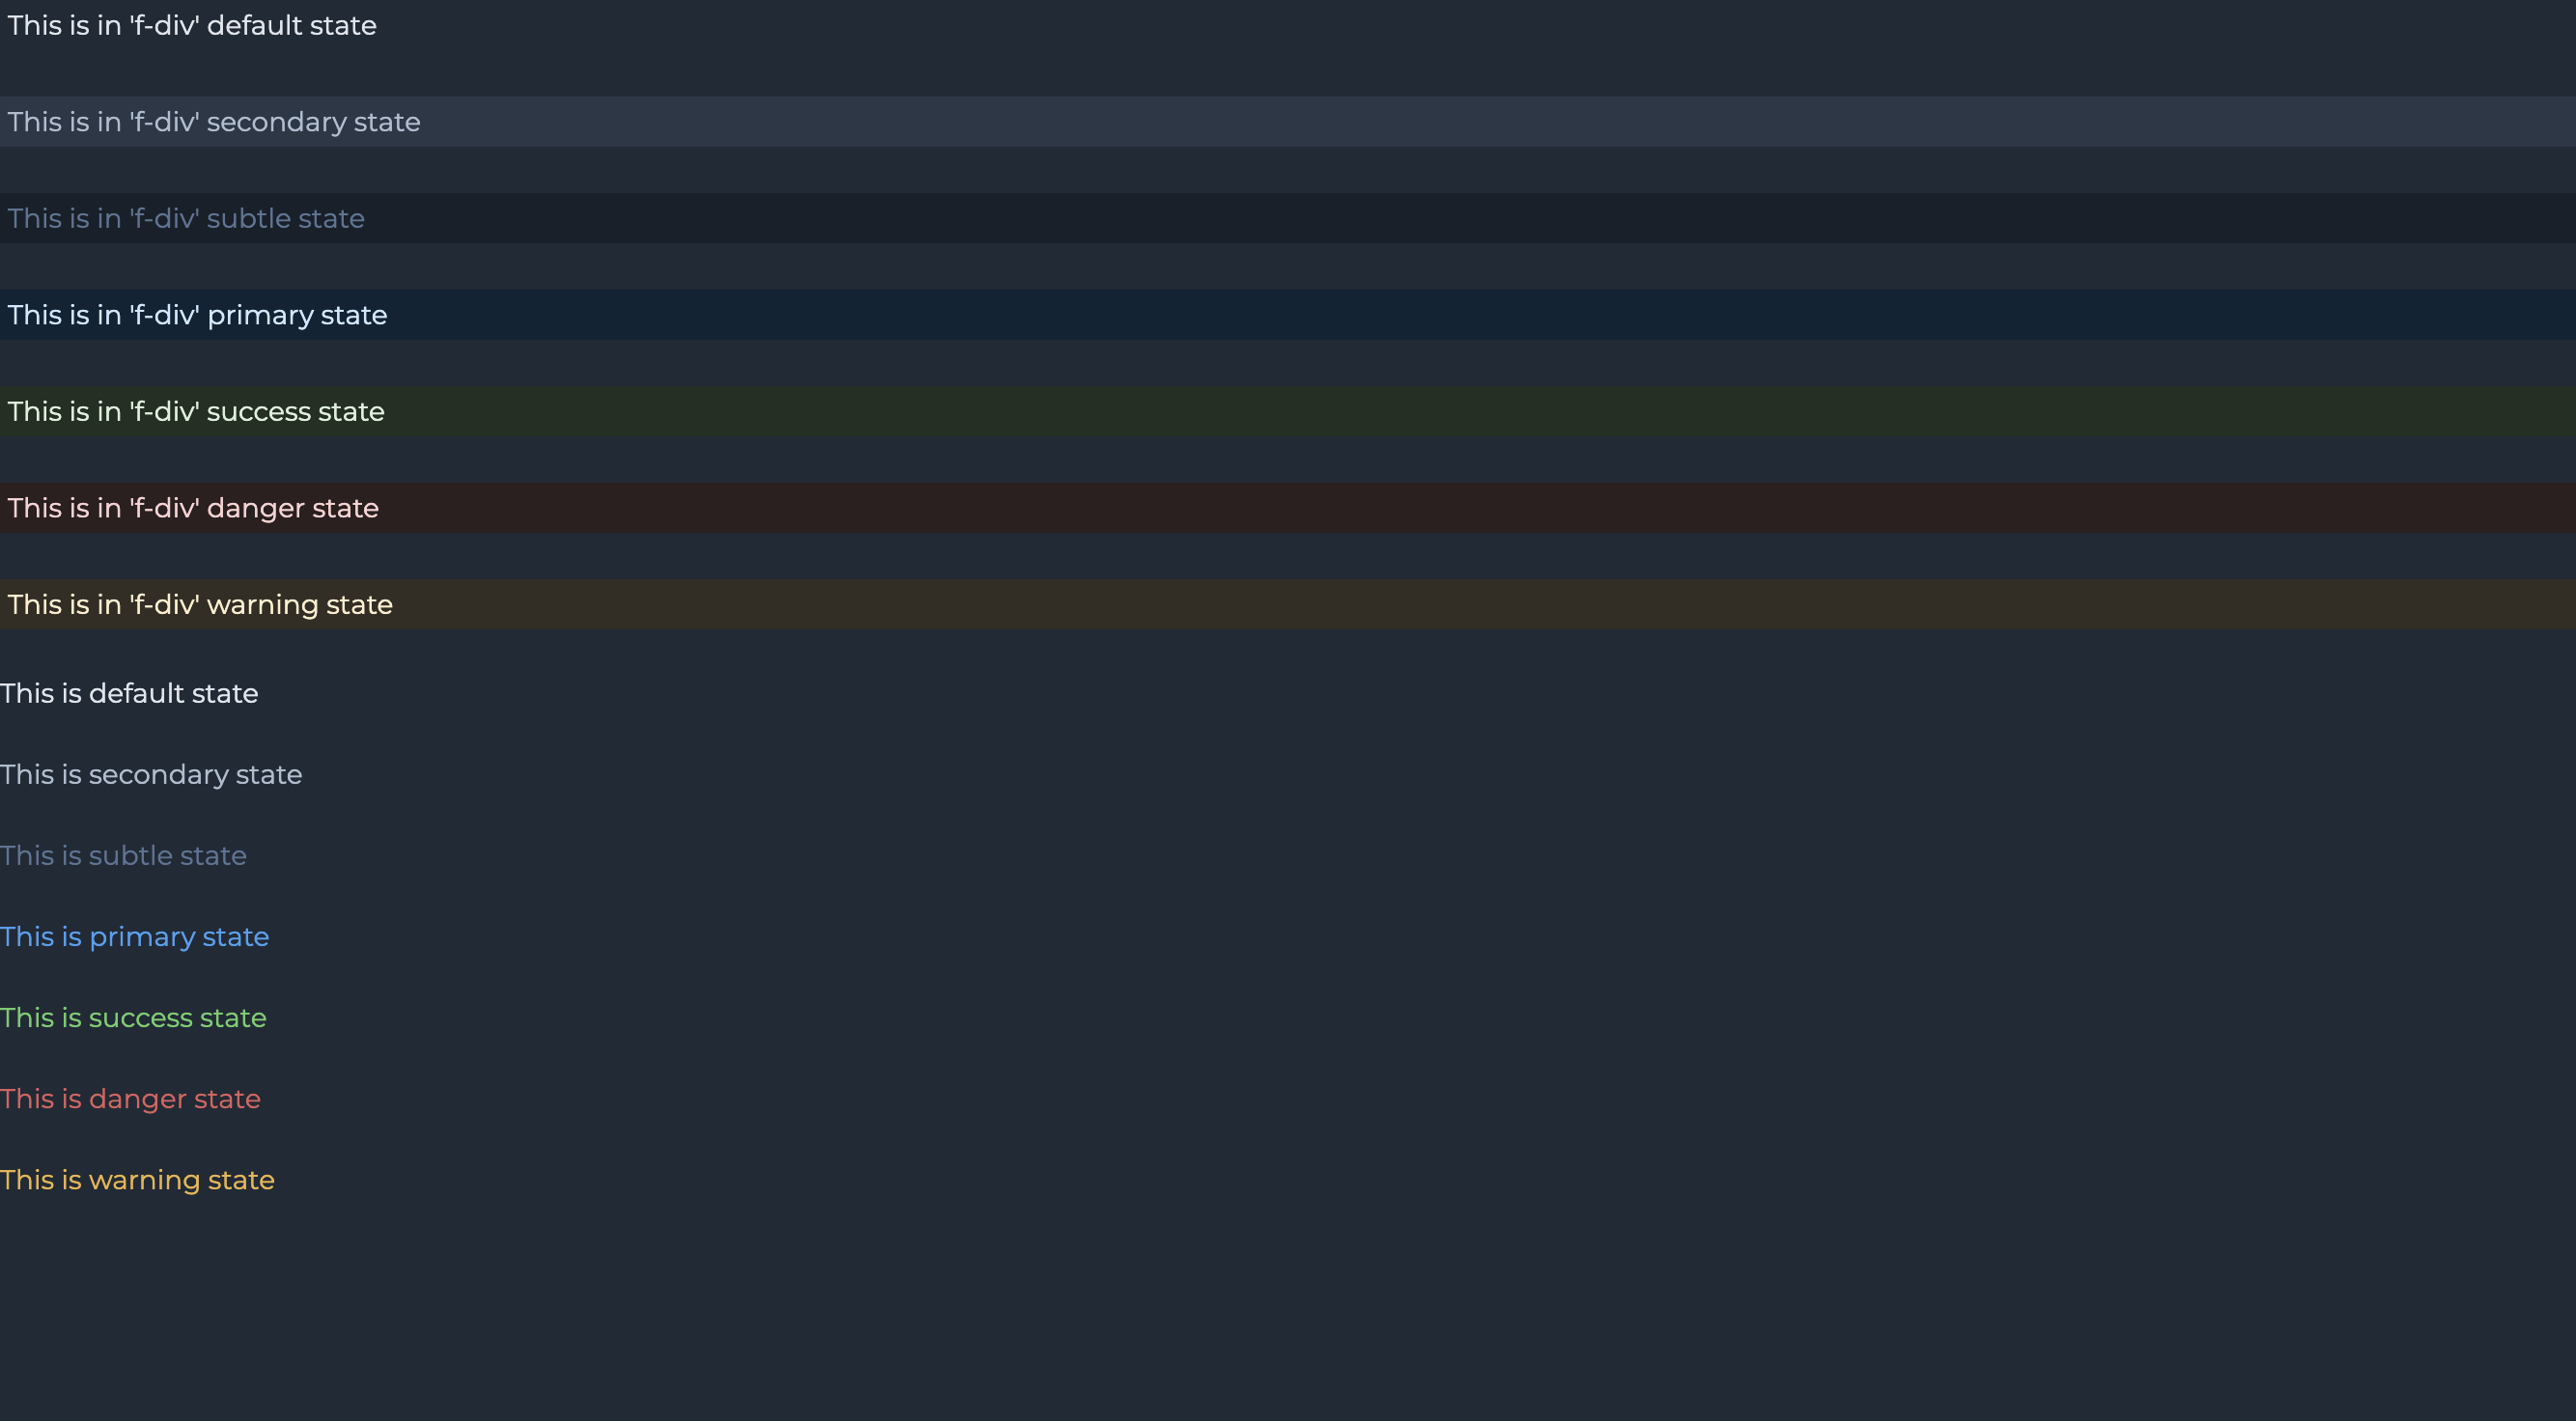 This is in 'f-div' default state
This is in 'f-div' secondary state
This is in 'f-div' subtle state
This is in 'f-div' primary state
This is in 'f-div' success state
This is in 'f-div' danger state
This is in 'f-div' warning state
This is default state
This is secondary state
This is subtle state
This is primary state
This is success state
This is danger state
This is warning state